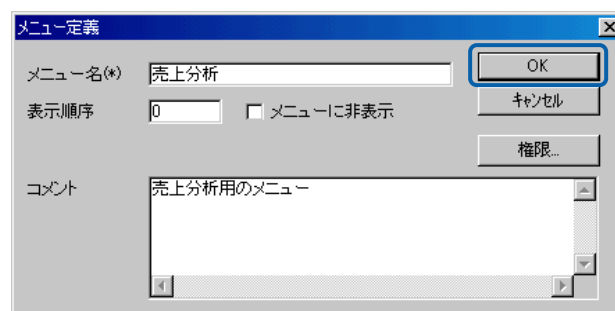 メニュー定義
メニュー名(*) 売上分析 OK
表示順序 0 メニューに非表示 キャンセル
権限...
コメント 売上分析用のメニュー